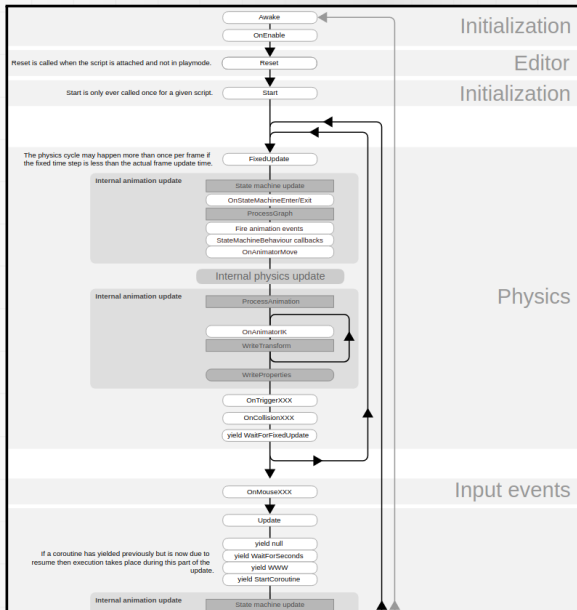 Awake
Initialization
OnEnable
Reset is called when the script is attached and not in playmode.
Reset
Editor
Start is only ever called once for a given script.
Start
Initialization
The physics cycle may happen more than once per frame if
the fixed time step is less than the actual frame update time.
FixedUpdate
Internal animation update
State machine update
OnStateMachineEnter/Exit
ProcessGraph
Fire animation events
StateMachineBehaviour callbacks
OnAnimatorMove
Internal physics update
Physics
Internal animation update
ProcessAnimation
OnAnimatorIK
WriteTransform
WriteProperties
OnTriggerXXX
OnCollisionXXX
yield WaitForFixedUpdate
OnMouseXXX
Input events
Update
If a coroutine has yielded previously but is now due to
resume then execution takes place during this part of the
update.
yield null
yield WaitForSeconds
yield WWW
yield StartCoroutine
Internal animation update
State machine update